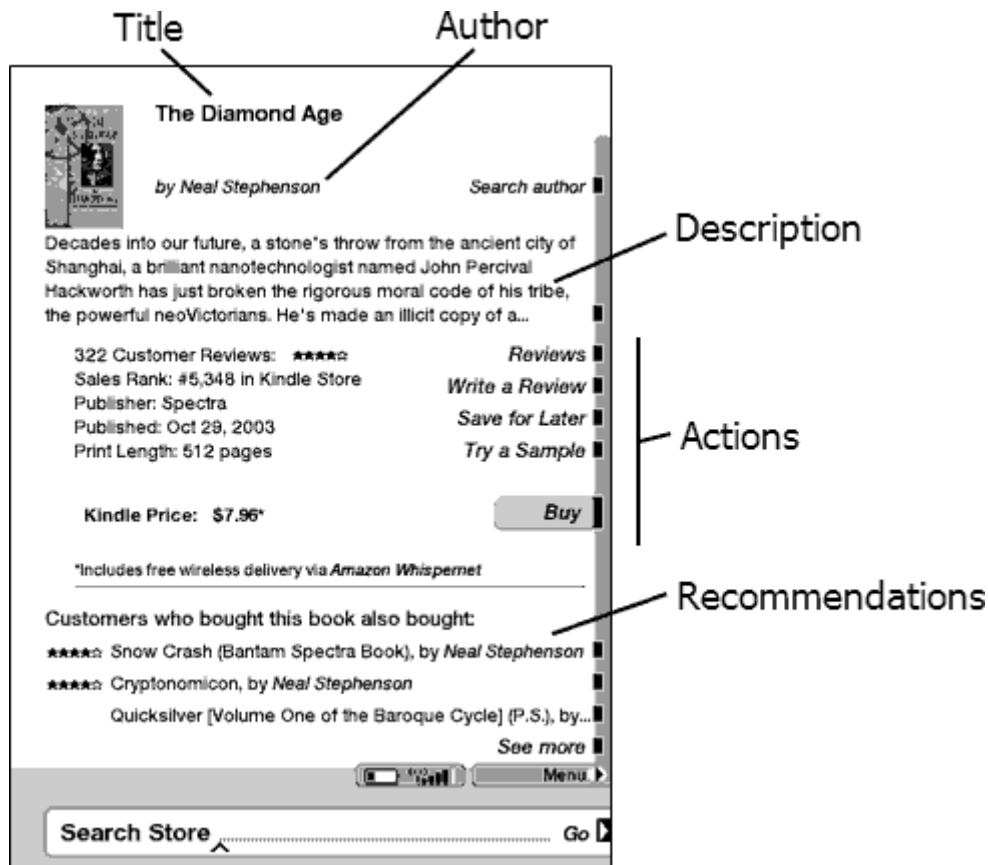 Title
Author
The Diamond Age
by Neal Stephenson
Search author
Description
Decades into our future, a stone's throw from the ancient city of
Shanghai, a brilliant nanotechnologist named John Percival
Hackworth has just broken the rigorous moral code of his tribe,
the powerful neoVictorians. He's made an illicit copy of a...
322 Customer Reviews: ★★★★☆
Reviews
Sales Rank: #5,348 in Kindle Store
Write a Review
Publisher: Spectra
Published: Oct 29, 2003
Save for Later
Print Length: 512 pages
Try a Sample
Actions
Kindle Price: $7.96*
Buy
*Includes free wireless delivery via Amazon Whispernet
Recommendations
Customers who bought this book also bought:
★★★★☆ Snow Crash (Bantam Spectra Book), by Neal Stephenson
★★★★☆ Cryptonomicon, by Neal Stephenson
Quicksilver [Volume One of the Baroque Cycle] (P.S.), by...
See more
Menu
Search Store
Go